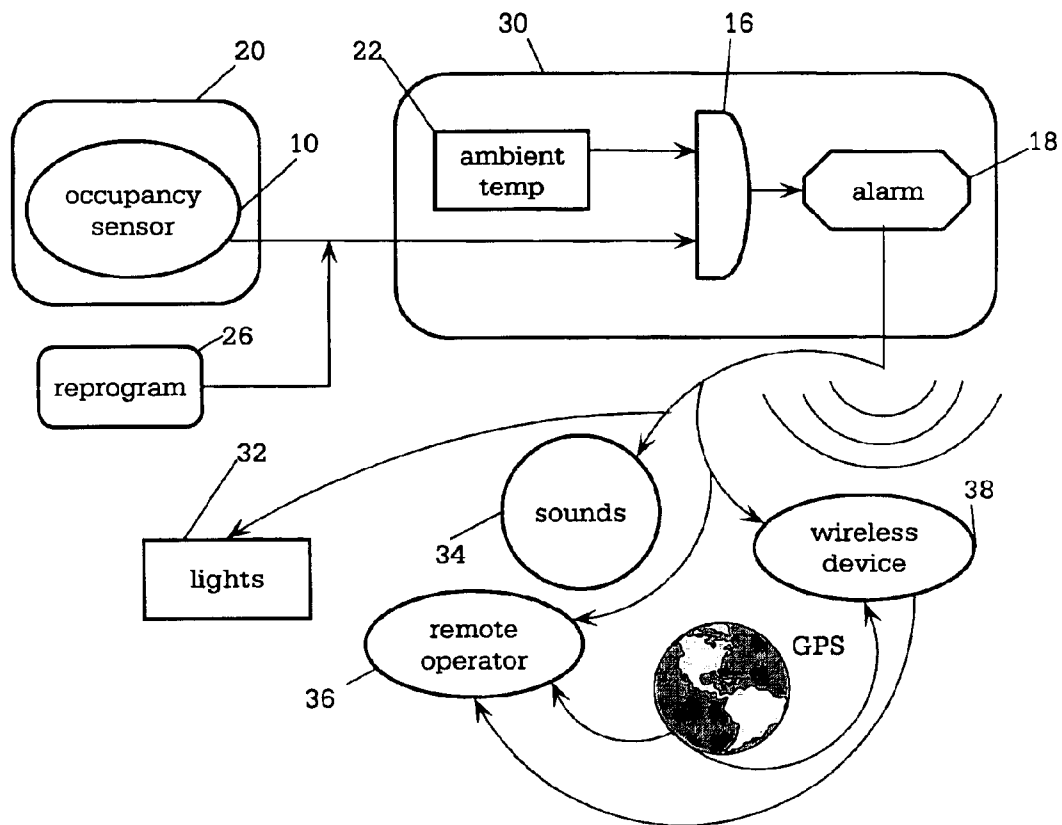 20
10
occupancy
sensor
26
reprogram
30
22
ambient
temp
16
18
alarm
32
lights
34
sounds
38
wireless
device
36
remote
operator
GPS